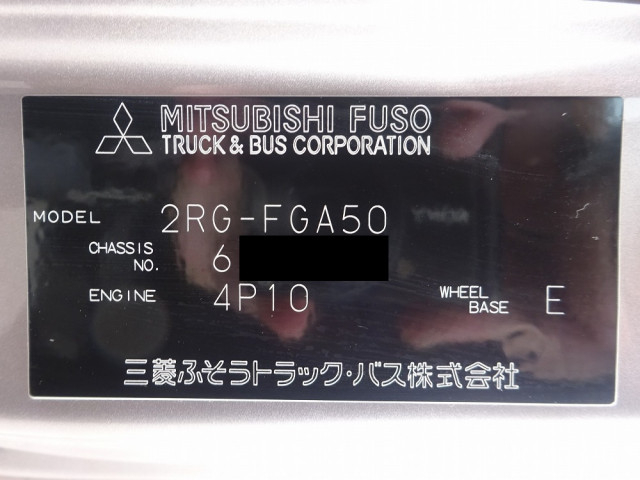 MITSUBISHI FUSO
TRUCK & BUS CORPORATION
MODEL 2RG-FGA50
CHASSIS NO. 6
ENGINE 4P10 WHEEL BASE E
三菱ふそうトラック・バス株式会社